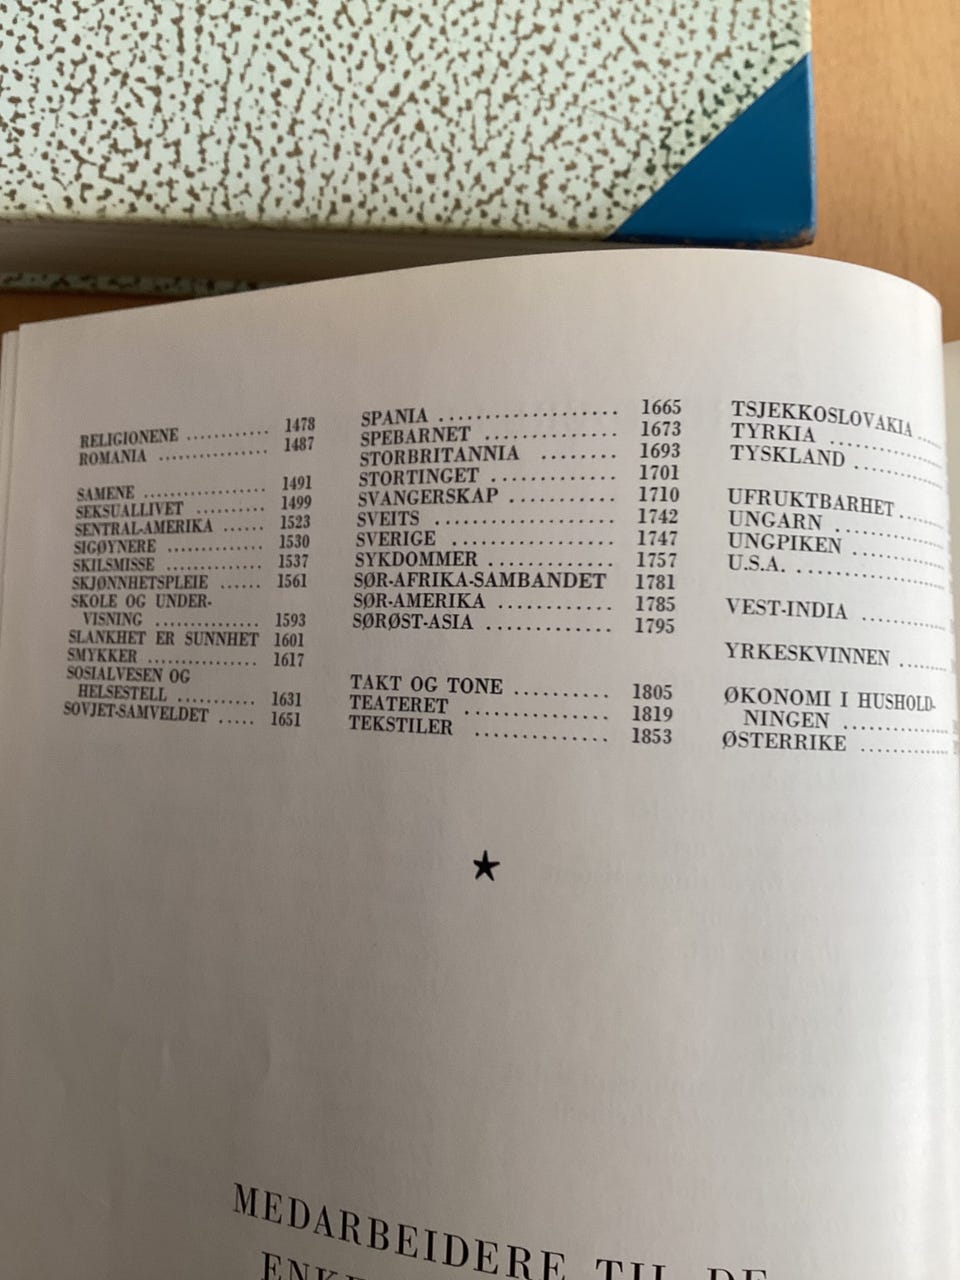 RELIGIONENE .......... 1478
ROMANIA ............... 1487
SAMENE ................. 1491
SEKSUALLIVET .......... 1499
SENTRAL-AMERIKA ...... 1523
SIGØYNERE .............. 1530
SKILSMISSE .............. 1537
SKJØNNHETSPLEIE ...... 1561
SKOLE OG UNDER-
VISNING ............... 1593
SLANKHET ER SUNNHET 1601
SMYKKER ................ 1617
SOSIALVESEN OG
HELSESTELL ........... 1631
SOVJET-SAMVELDET ..... 1651
SPANIA .................... 1665
SPEBARNET ............... 1673
STORBRITANNIA ........ 1693
STORTINGET .............. 1701
SVANGERSKAP ............ 1710
SVEITS .................... 1742
SVERIGE .................. 1747
SYKDOMMER .............. 1757
SØR-AFRIKA-SAMBANDET 1781
SØR-AMERIKA ............. 1785
SØRØST-ASIA .............. 1795
TAKT OG TONE .......... 1805
TEATERET ................ 1819
TEKSTILER ............... 1853
TSJEKKOSLOVAKIA .....
TYRKIA .............
TYSKLAND ..........
UFRUKTBARHET .....
UNGARN .............
UNGPIKEN ..........
U.S.A. ................
VEST-INDIA .........
YRKESKVINNEN .......
ØKONOMI I HUSHOLD-
NINGEN ............
ØSTERRIKE ..........
MEDARBEIDERE TIL DE